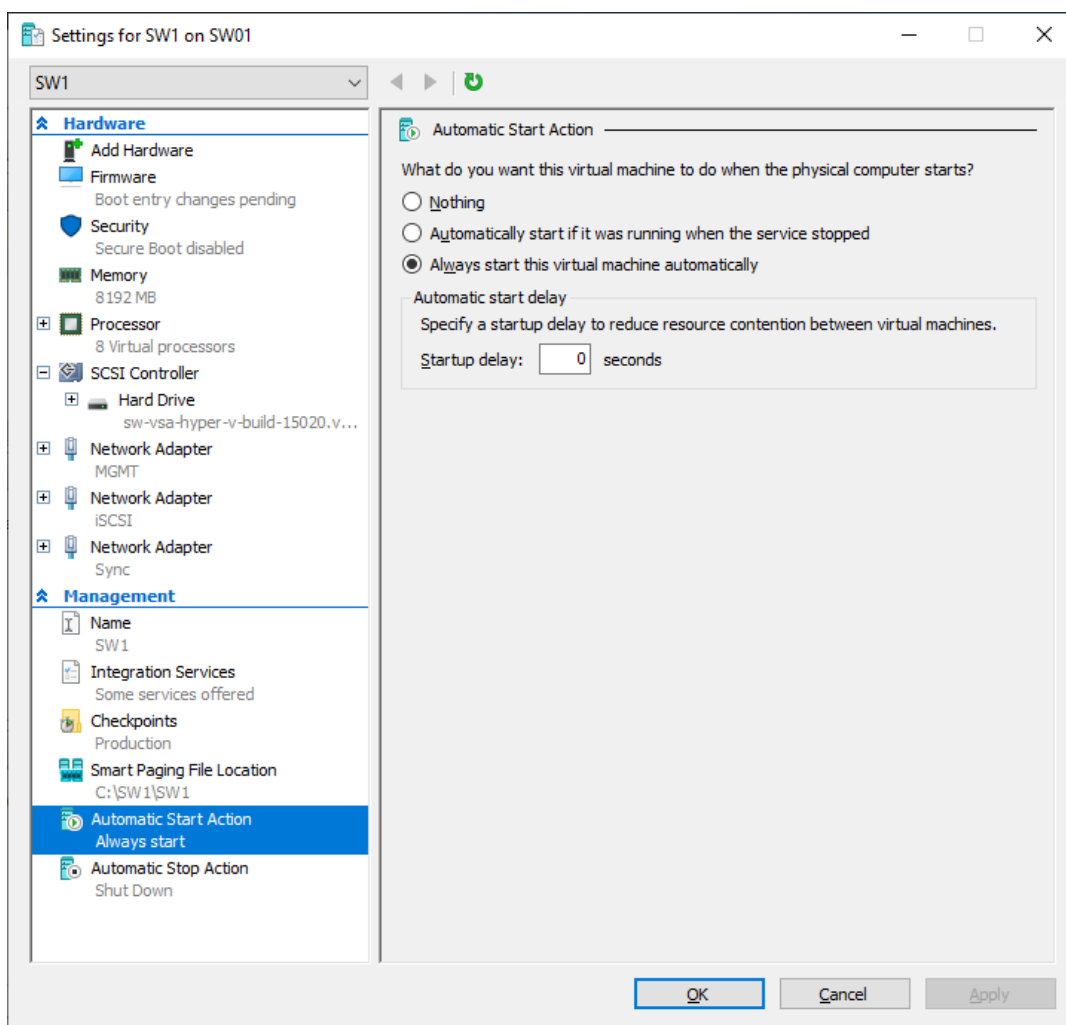 Settings for SW1 on SW01
SW1
Hardware
Add Hardware
Firmware
Boot entry changes pending
Security
Secure Boot disabled
Memory
8192 MB
Processor
8 Virtual processors
SCSI Controller
Hard Drive
sw-vsa-hyper-v-build-15020.v...
Network Adapter
MGMT
Network Adapter
iSCSI
Network Adapter
Sync
Management
Name
SW1
Integration Services
Some services offered
Checkpoints
Production
Smart Paging File Location
C:\SW1\SW1
Automatic Start Action
Always start
Automatic Stop Action
Shut Down
Automatic Start Action
What do you want this virtual machine to do when the physical computer starts?
Nothing
Automatically start if it was running when the service stopped
Always start this virtual machine automatically
Automatic start delay
Specify a startup delay to reduce resource contention between virtual machines.
Startup delay: 0 seconds
OK Cancel Apply